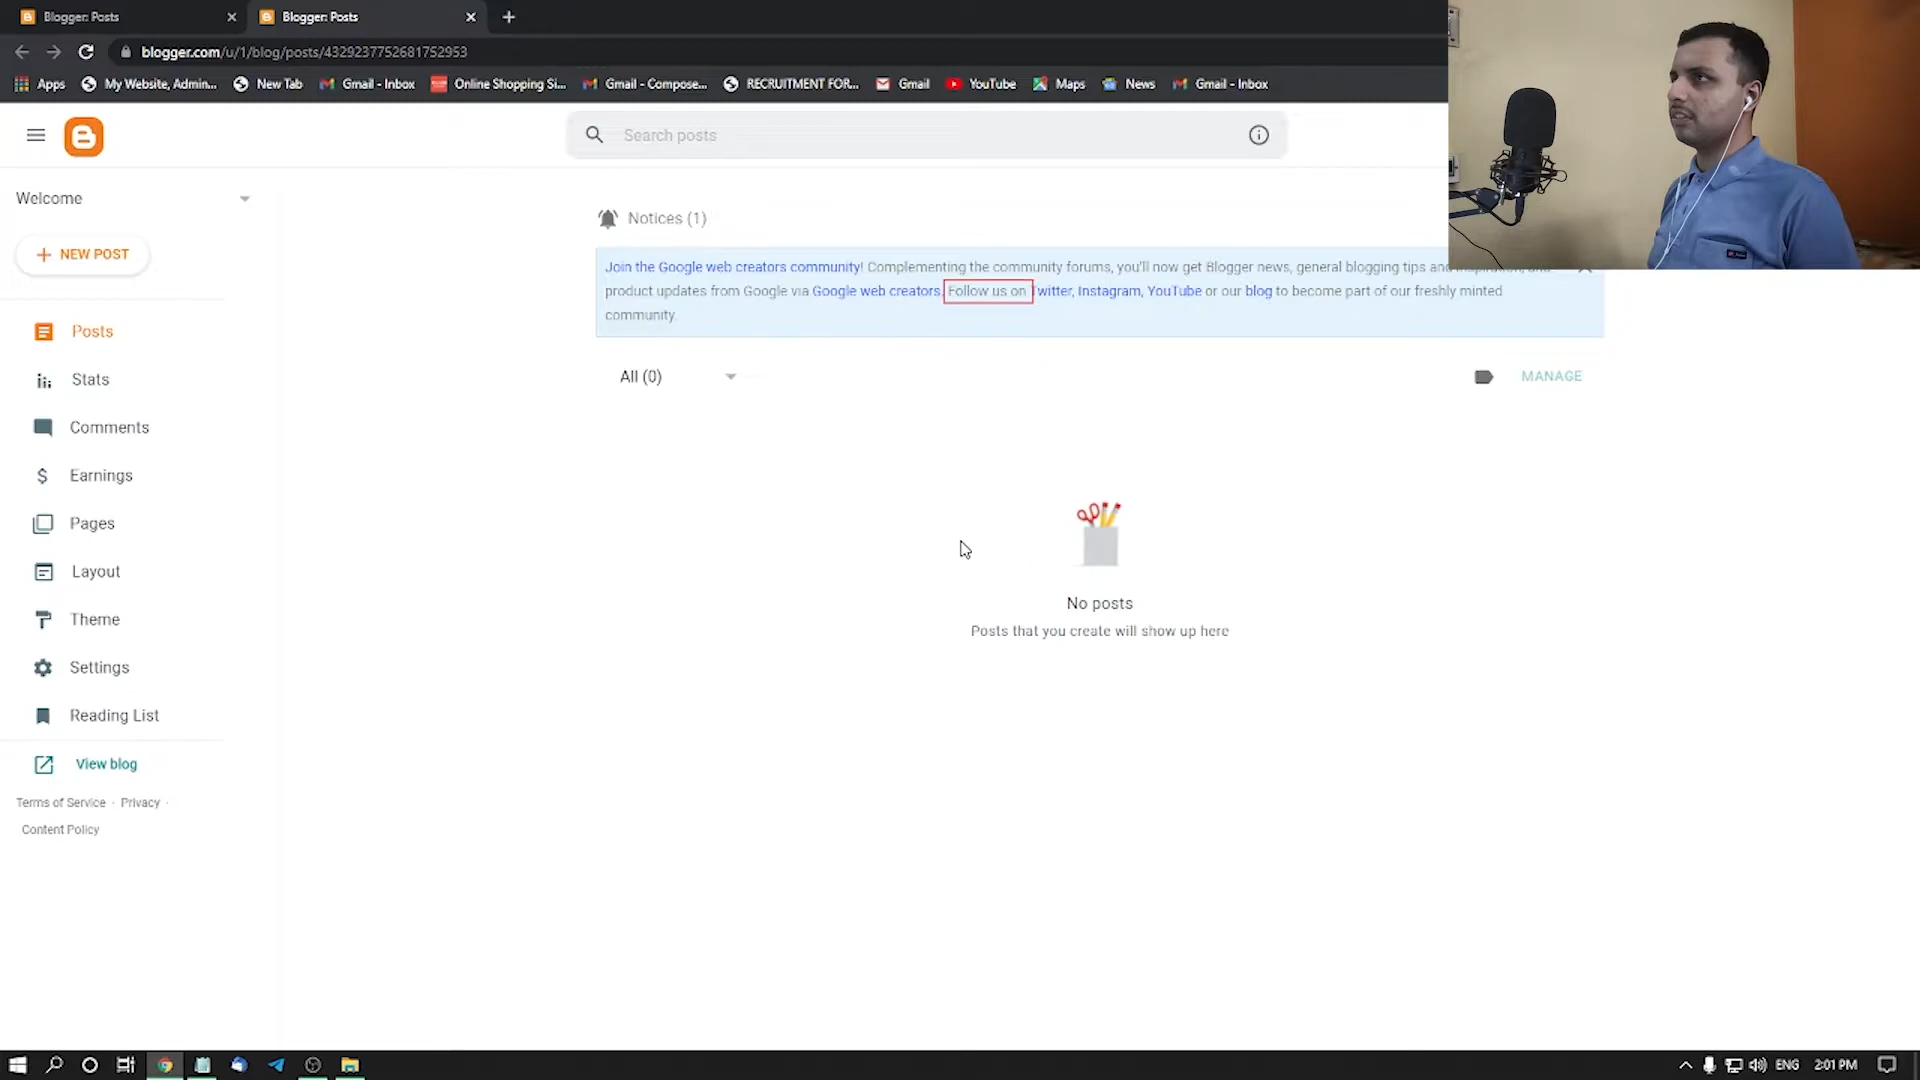 Blogger: Posts
Blogger: Posts
blogger.com/u/1/blog/posts/4329237752681752953
Apps My Website, Admin... New Tab Gmail - Inbox Online Shopping Si... Gmail - Compose... RECRUITMENT FOR... Gmail YouTube Maps News Gmail - Inbox
Search posts
Welcome
NEW POST
Posts
Stats
Comments
Earnings
Pages
Layout
Theme
Settings
Reading List
View blog
Terms of Service · Privacy ·
Content Policy
Notices (1)
Join the Google web creators community! Complementing the community forums, you'll now get Blogger news, general blogging tips and
product updates from Google via Google web creators. Follow us on Twitter, Instagram, YouTube or our blog to become part of our freshly minted
community.
All (0)
MANAGE
No posts
Posts that you create will show up here
ENG 2:01 PM